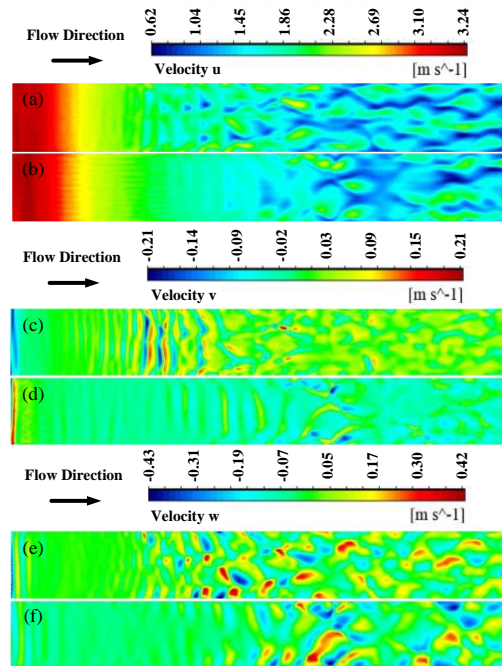 0.62 1.04 1.45 1.86 2.28 2.69 3.10 3.24
Flow Direction
Velocity u [m s^-1]
(a)
(b)
-0.21 -0.14 -0.09 -0.02 0.03 0.09 0.15 0.21
Flow Direction
Velocity v [m s^-1]
(c)
(d)
-0.43 -0.31 -0.19 -0.07 0.05 0.17 0.30 0.42
Flow Direction
Velocity w [m s^-1]
(e)
(f)